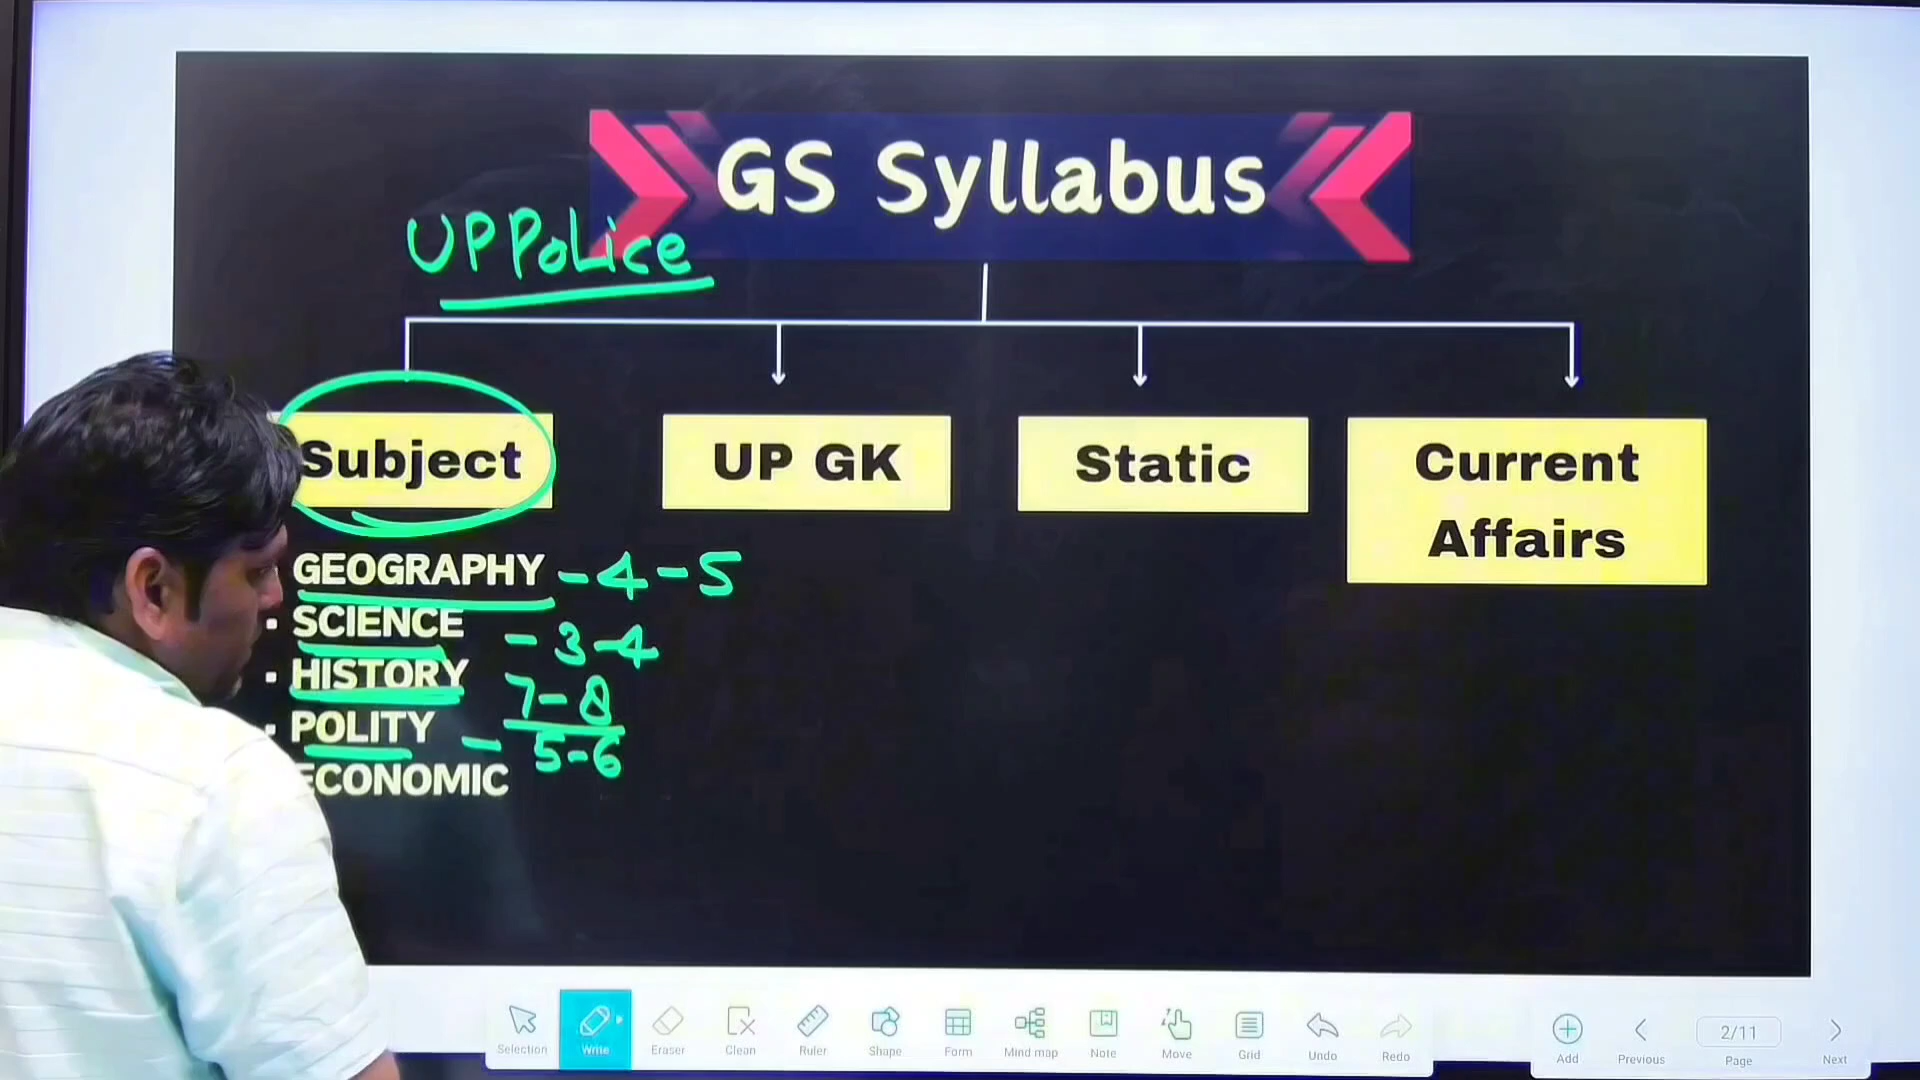 GS Syllabus
UP PoLice
Subject
UP GK
Static
Current
Affairs
GEOGRAPHY - 4 - 5
· SCIENCE - 3-4
· HISTORY 7-8
· POLITY - 5-6
ECONOMIC
Selection
Write
Eraser
Clean
Ruler
Shape
Form
Mind map
Note
Move
Grid
Undo
Redo
Add
Previous
2/11
Page
Next